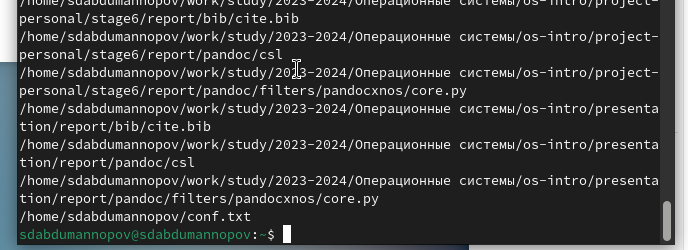 /home/sdabdumannopov/work/study/2023-2024/Операционные системы/os-intro/project-
personal/stage6/report/bib/cite.bib
/home/sdabdumannopov/work/study/2023-2024/Операционные системы/os-intro/project-
personal/stage6/report/pandoc/csl
/home/sdabdumannopov/work/study/2023-2024/Операционные системы/os-intro/project-
personal/stage6/report/pandoc/filters/pandocxnos/core.py
/home/sdabdumannopov/work/study/2023-2024/Операционные системы/os-intro/presenta
tion/report/bib/cite.bib
/home/sdabdumannopov/work/study/2023-2024/Операционные системы/os-intro/presenta
tion/report/pandoc/csl
/home/sdabdumannopov/work/study/2023-2024/Операционные системы/os-intro/presenta
tion/report/pandoc/filters/pandocxnos/core.py
/home/sdabdumannopov/conf.txt
sdabdumannopov@sdabdumannopov:~$